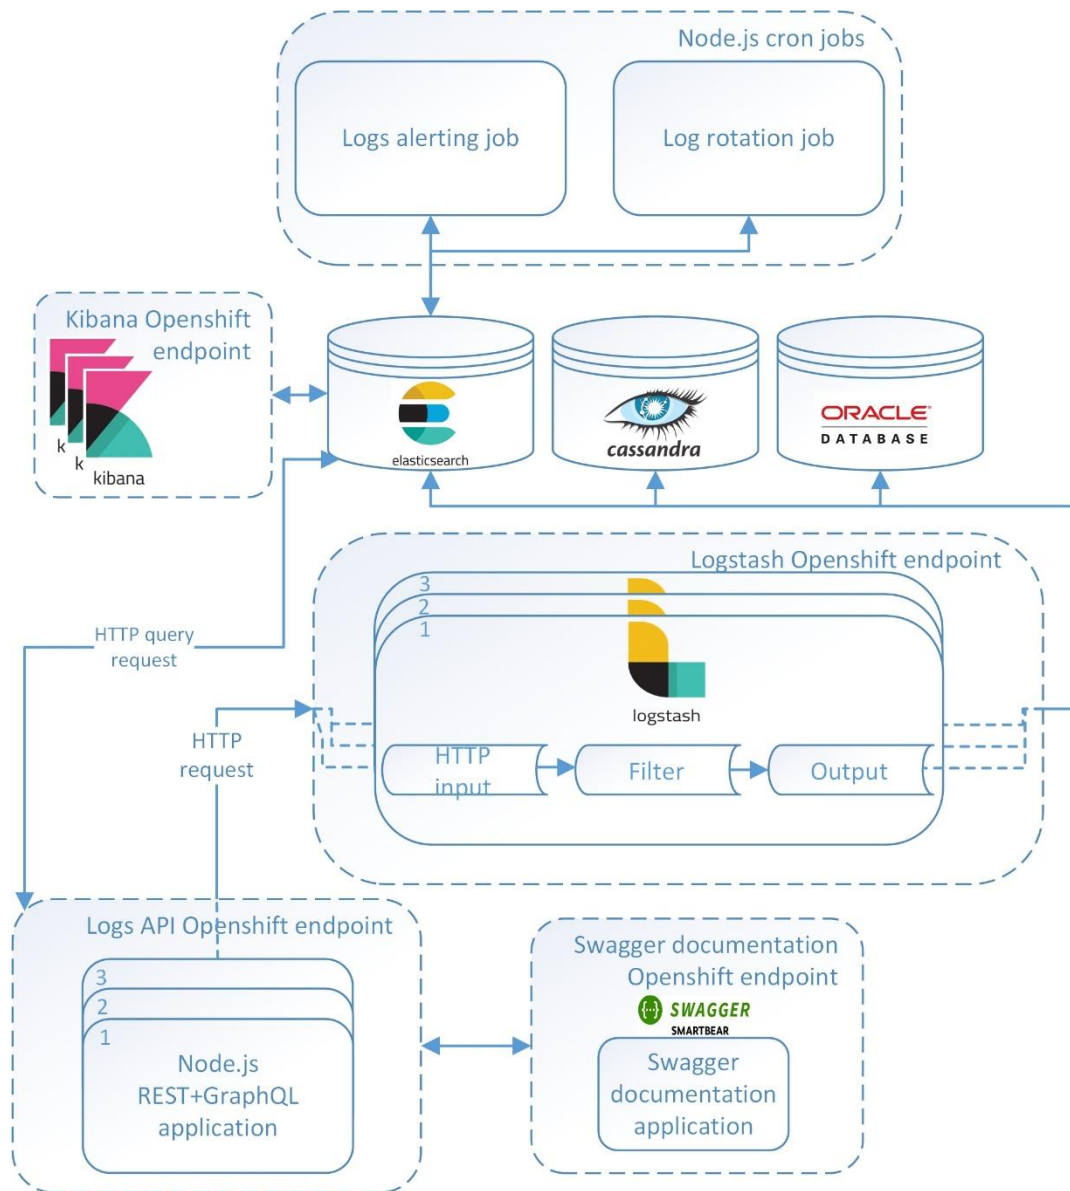 Node.js cron jobs
Logs alerting job
Log rotation job
Kibana Openshift
endpoint
k
k
kibana
elasticsearch
cassandra
ORACLE®
DATABASE
Logstash Openshift endpoint
3
2
1
logstash
HTTP query
request
HTTP
request
HTTP
input
Filter
Output
Logs API Openshift endpoint
3
2
1
Node.js
REST+GraphQL
application
Swagger documentation
Openshift endpoint
{··} SWAGGER
SMARTBEAR
Swagger
documentation
application